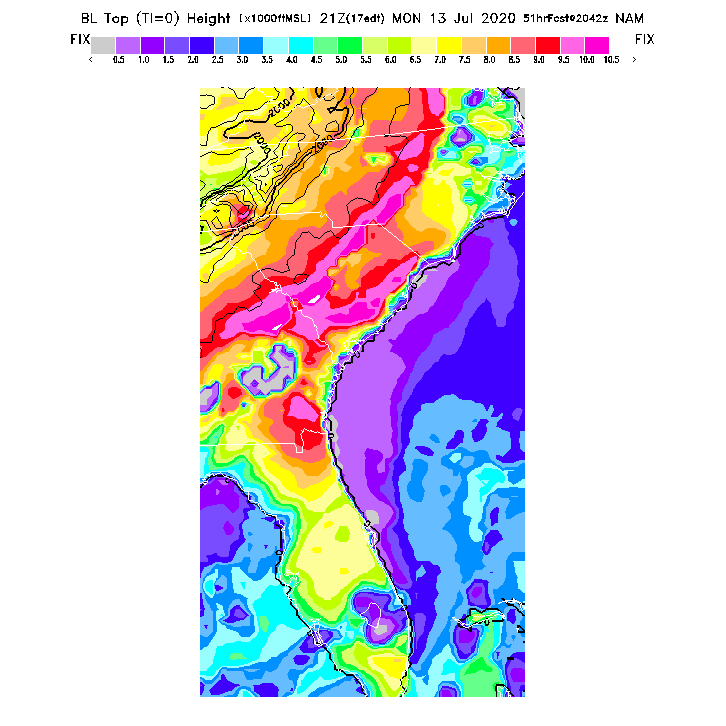 BL Top (TI=0) Height [x1000ftMSL] 21Z(17edt) MON 13 Jul 2020 51hrFcst@2042z NAM
FIX FIX
< 0.5 1.0 1.5 2.0 2.5 3.0 3.5 4.0 4.5 5.0 5.5 6.0 6.5 7.0 7.5 8.0 8.5 9.0 9.5 10.0 10.5 >
2000
2000
2000